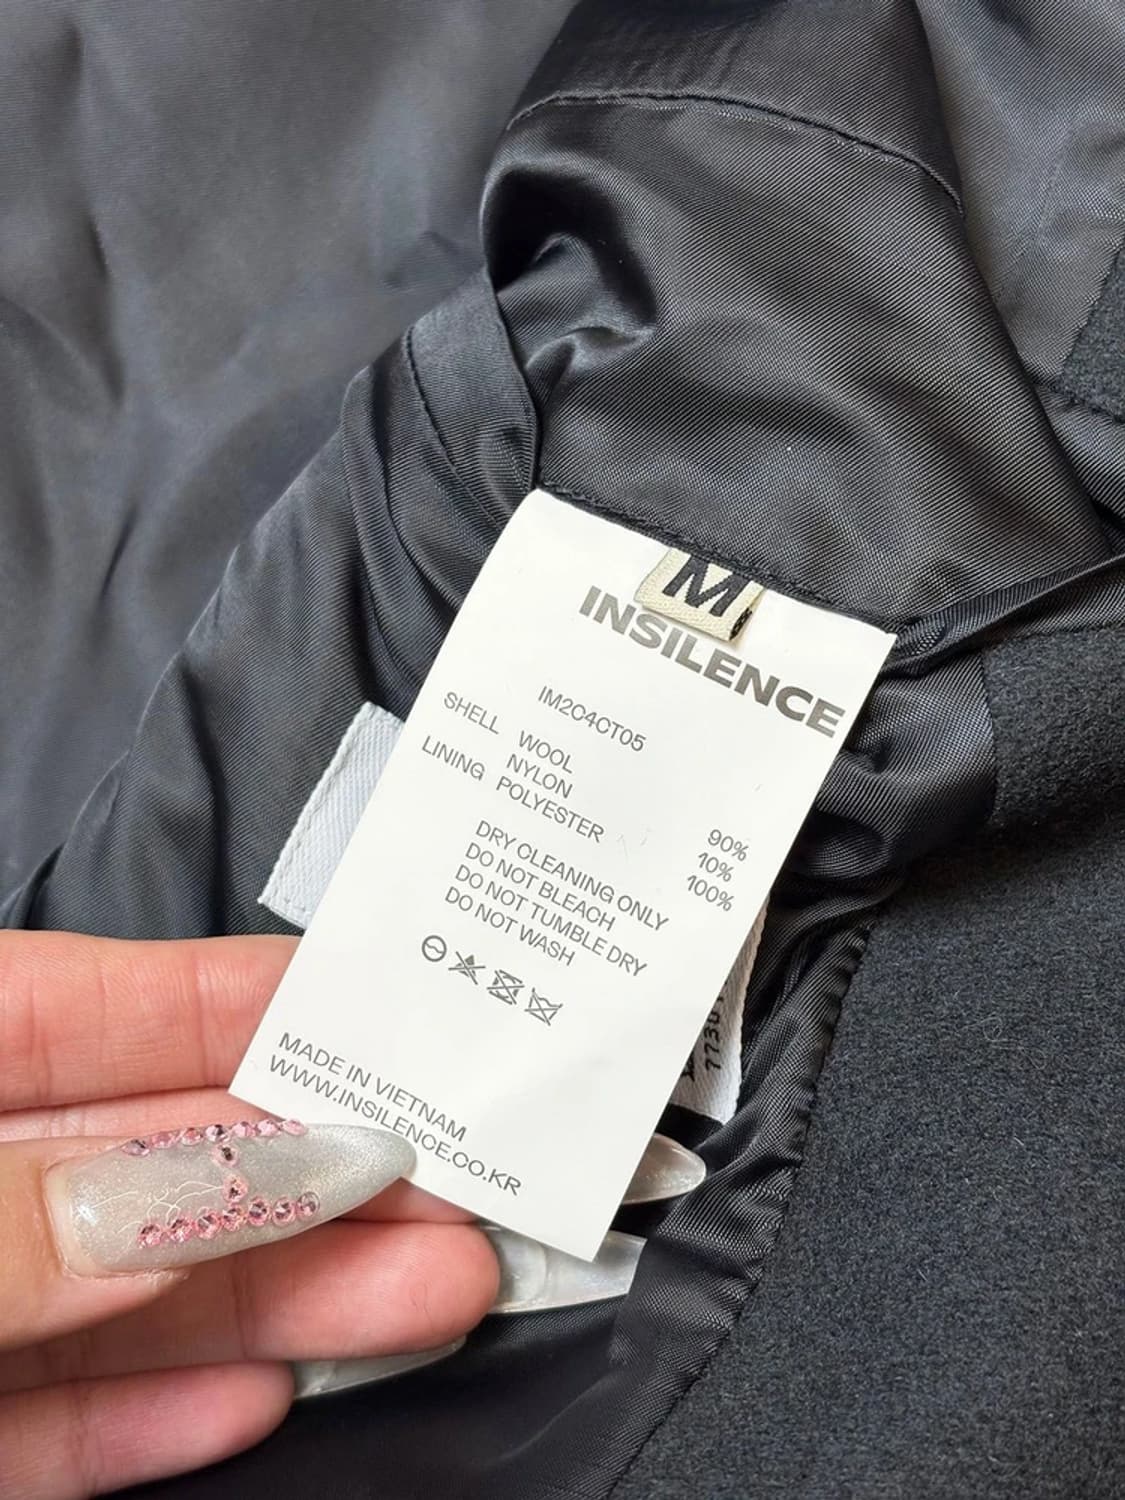 M
INSILENCE
IM2C4CT05
SHELL WOOL 90%
NYLON 10%
LINING POLYESTER 100%
DRY CLEANING ONLY
DO NOT BLEACH
DO NOT TUMBLE DRY
DO NOT WASH
MADE IN VIETNAM
WWW.INSILENCE.CO.KR
7730